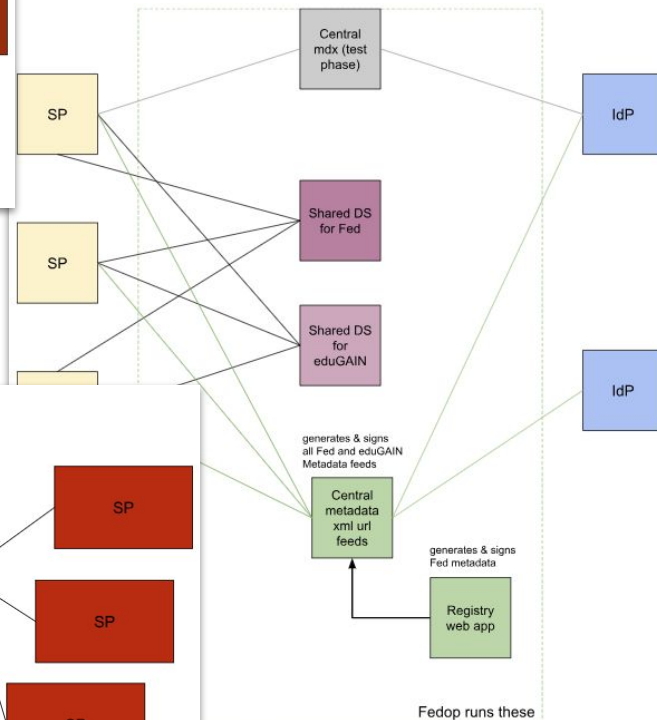 Central
mdx (test
phase)
SP
IdP
Shared DS
for Fed
SP
Shared DS
for
eduGAIN
IdP
generates & signs
all Fed and eduGAIN
Metadata feeds
Central
metadata
xml url
feeds
SP
generates & signs
Fed metadata
Registry
web app
SP
Fedop runs these